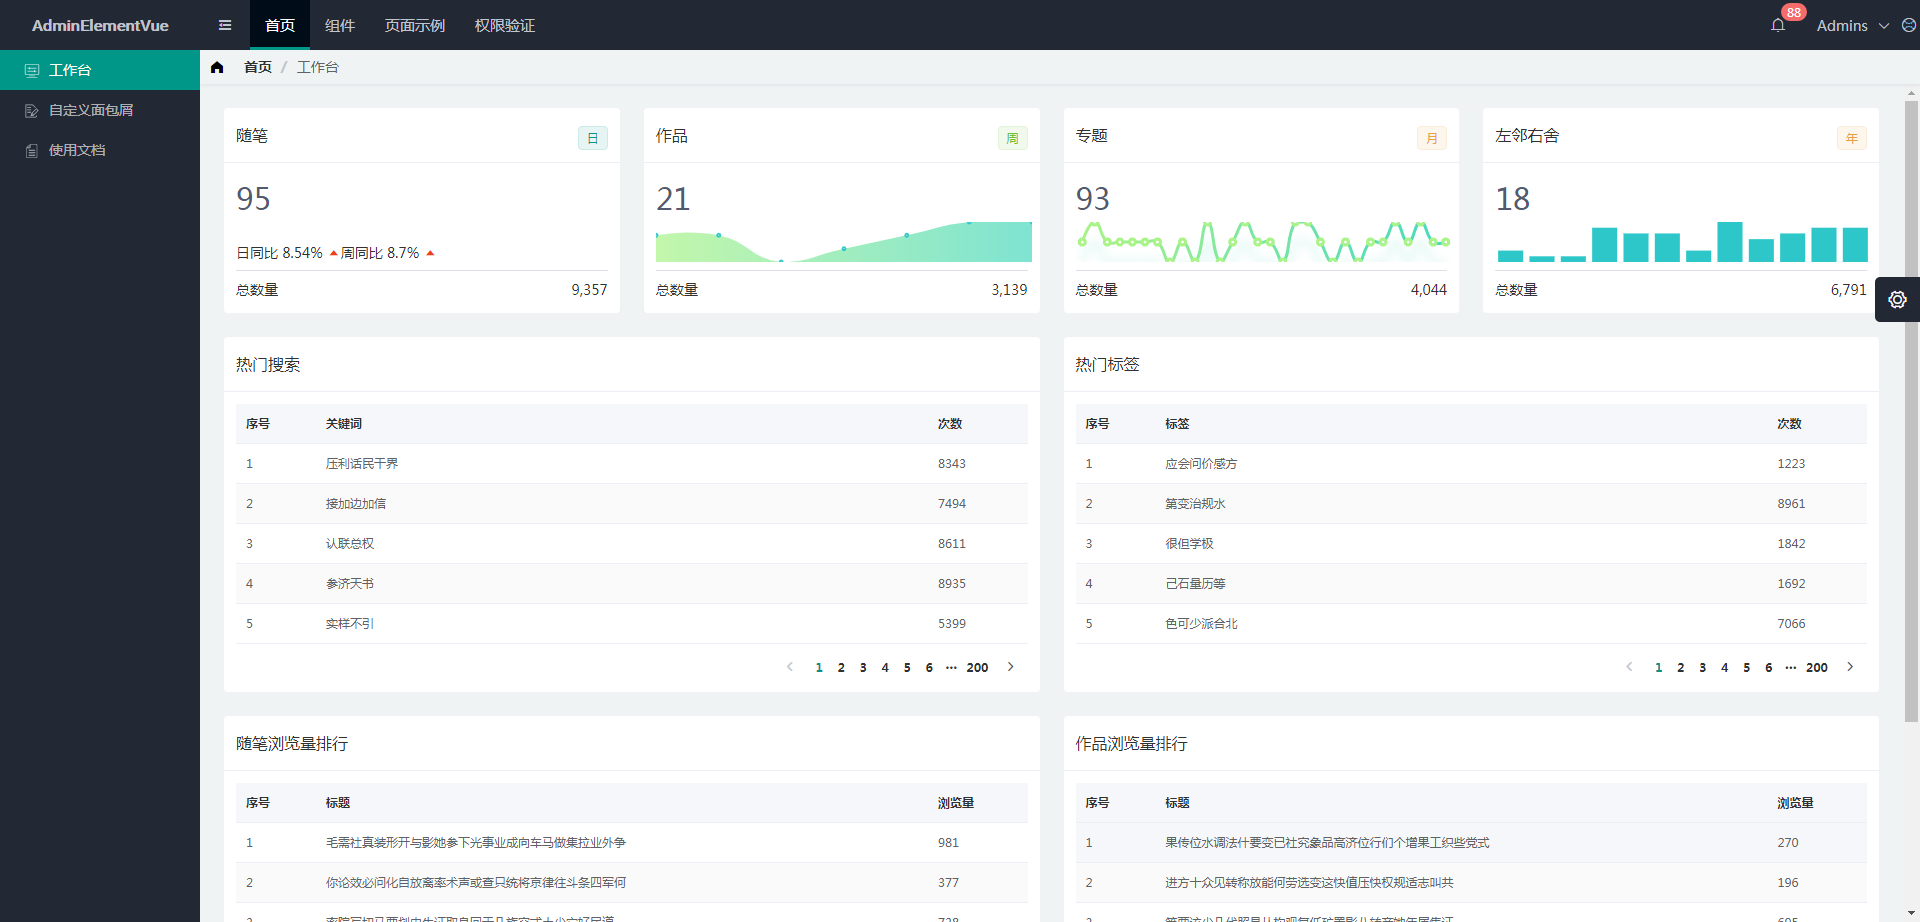 AdminElementVue
首页 组件 页面示例 权限验证
88
Admins
工作台
自定义面包屑
使用文档
首页 / 工作台
随笔 日
95
日同比 8.54% 周同比 8.7%
总数量 9,357
作品 周
21
总数量 3,139
专题 月
93
总数量 4,044
左邻右舍 年
18
总数量 6,791
热门搜索
序号 关键词 次数
1 压利话民干界 8343
2 接加边加信 7494
3 认联总权 8611
4 参济天书 8935
5 实样不引 5399
1 2 3 4 5 6 ··· 200
热门标签
序号 标签 次数
1 应会问价感方 1223
2 第变治规水 8961
3 很但学极 1842
4 己石量历等 1692
5 色可少派合北 7066
1 2 3 4 5 6 ··· 200
随笔浏览量排行
序号 标题 浏览量
1 毛需社真装形开与影她参下光事业成向车马做集拉业外争 981
2 你论效必问化自放离率术声或查只统将京律往斗条四军何 377
作品浏览量排行
序号 标题 浏览量
1 果传位水调法什要变已社究象品高济位行们个增果工织些党式 270
2 进方十众见转称放能何劳选变这快值压快权规适志叫共 196